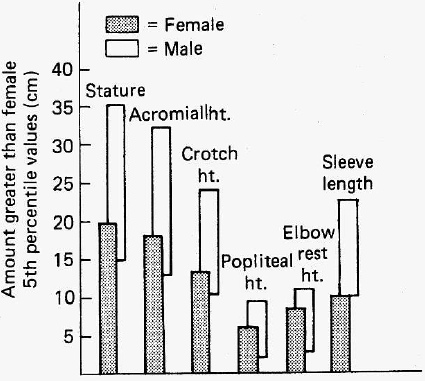 = Female
= Male
Amount greater than female
5th percentile values (cm)
40
35
30
25
20
15
10
5
Stature
Acromiallht.
Crotch
ht.
Popliteal
ht.
Elbow
rest
ht.
Sleeve
length